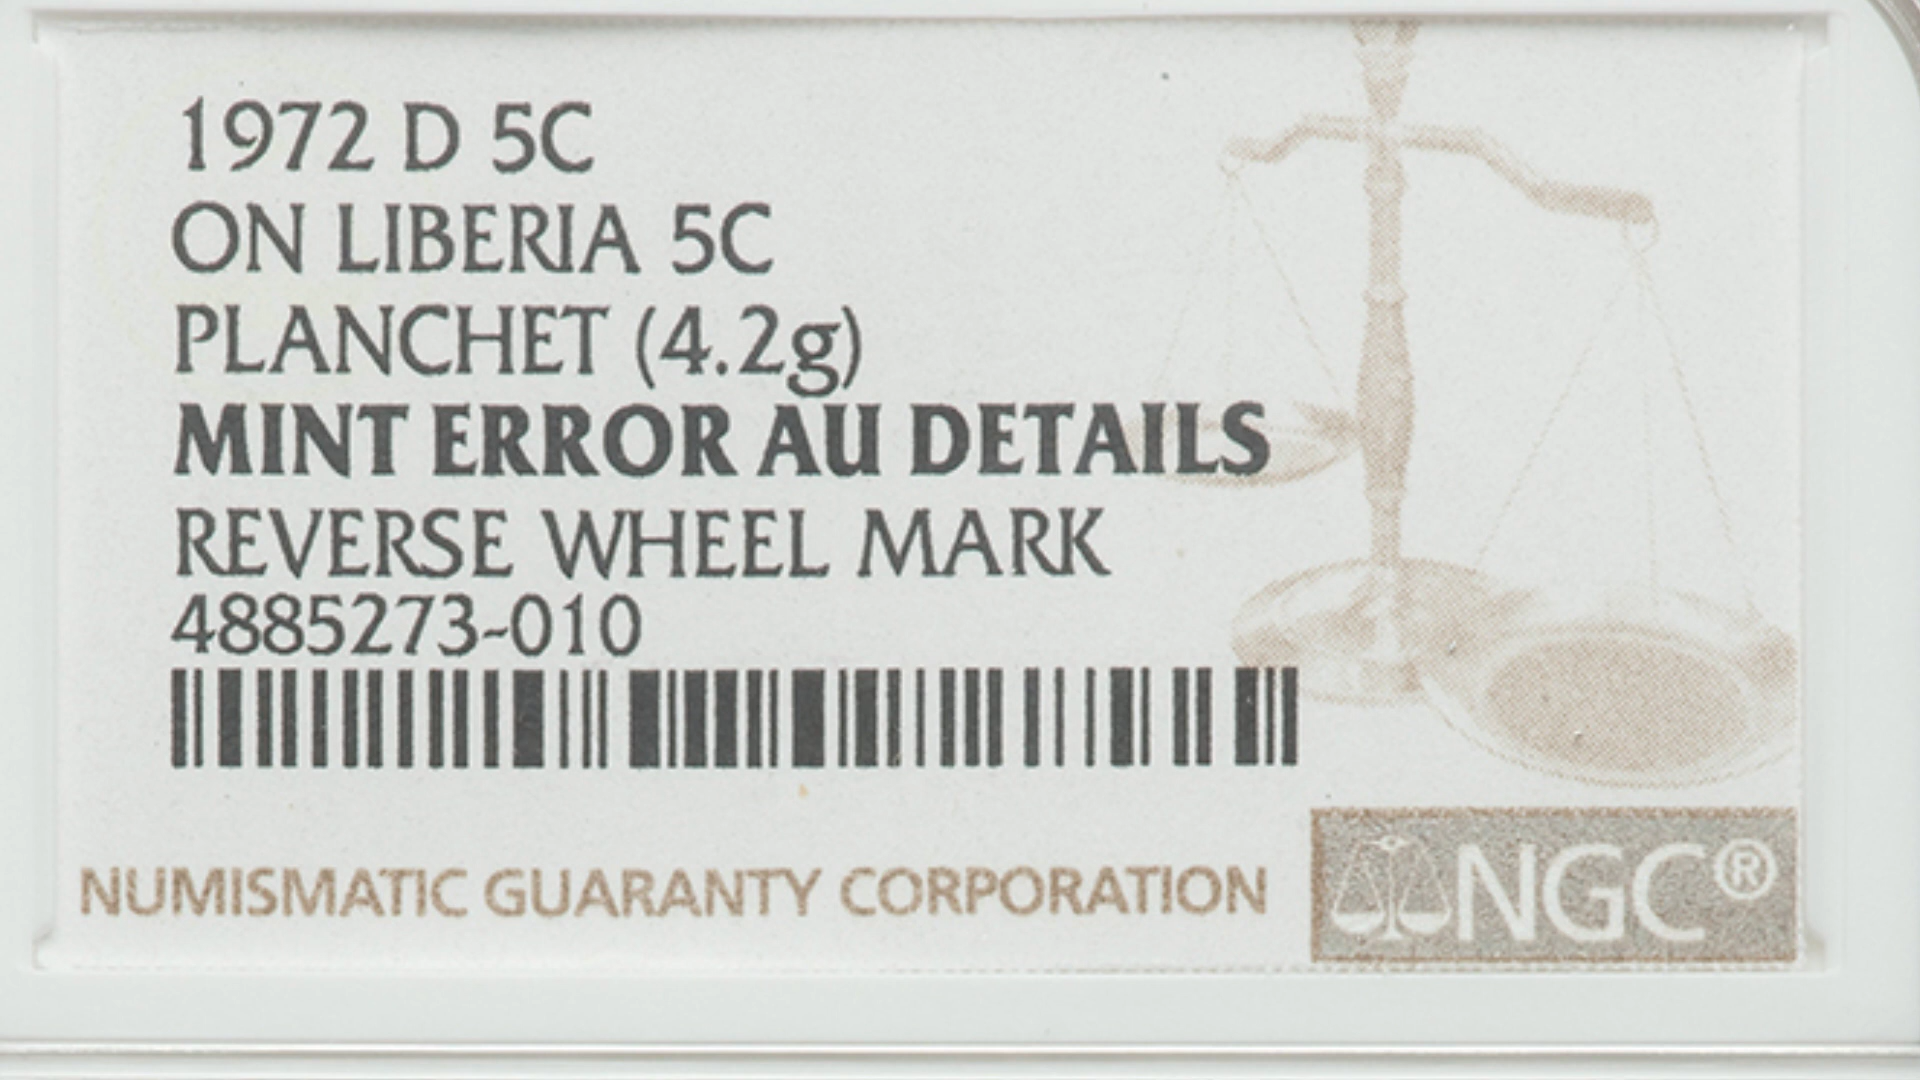 1972 D 5C
ON LIBERIA 5C
PLANCHET (4.2g)
MINT ERROR AU DETAILS
REVERSE WHEEL MARK
4885273-010
NUMISMATIC GUARANTY CORPORATION
NGC®